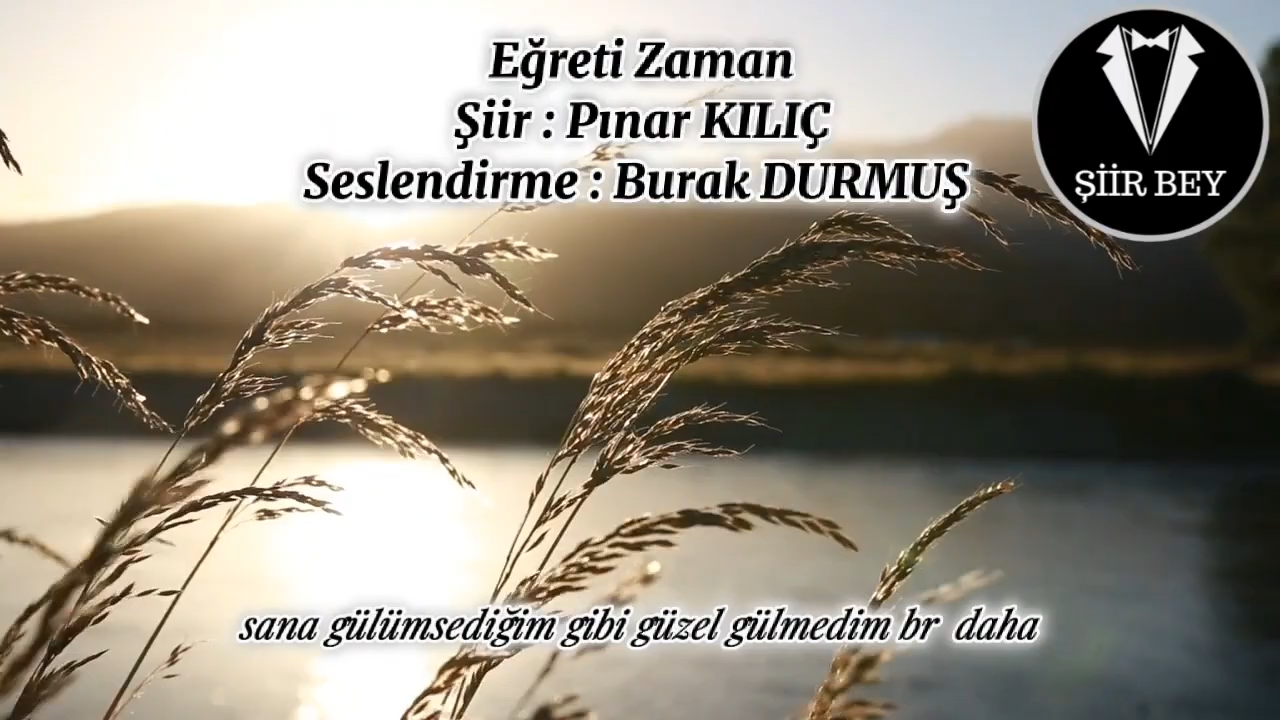 Eğreti Zaman
Şiir : Pınar KILIÇ
Seslendirme : Burak DURMUŞ
ŞİİR BEY
sana gülümsediğim gibi güzel gülmedim br daha